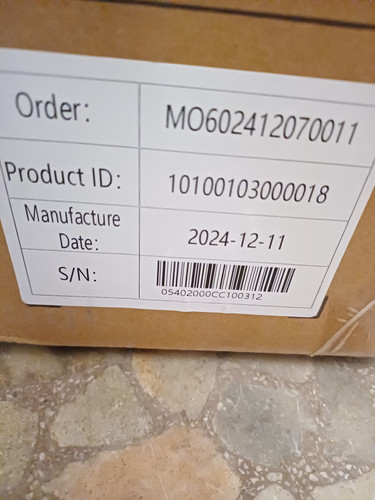 Order: MO602412070011
Product ID: 10100103000018
Manufacture
Date: 2024-12-11
S/N:
05402000CC100312